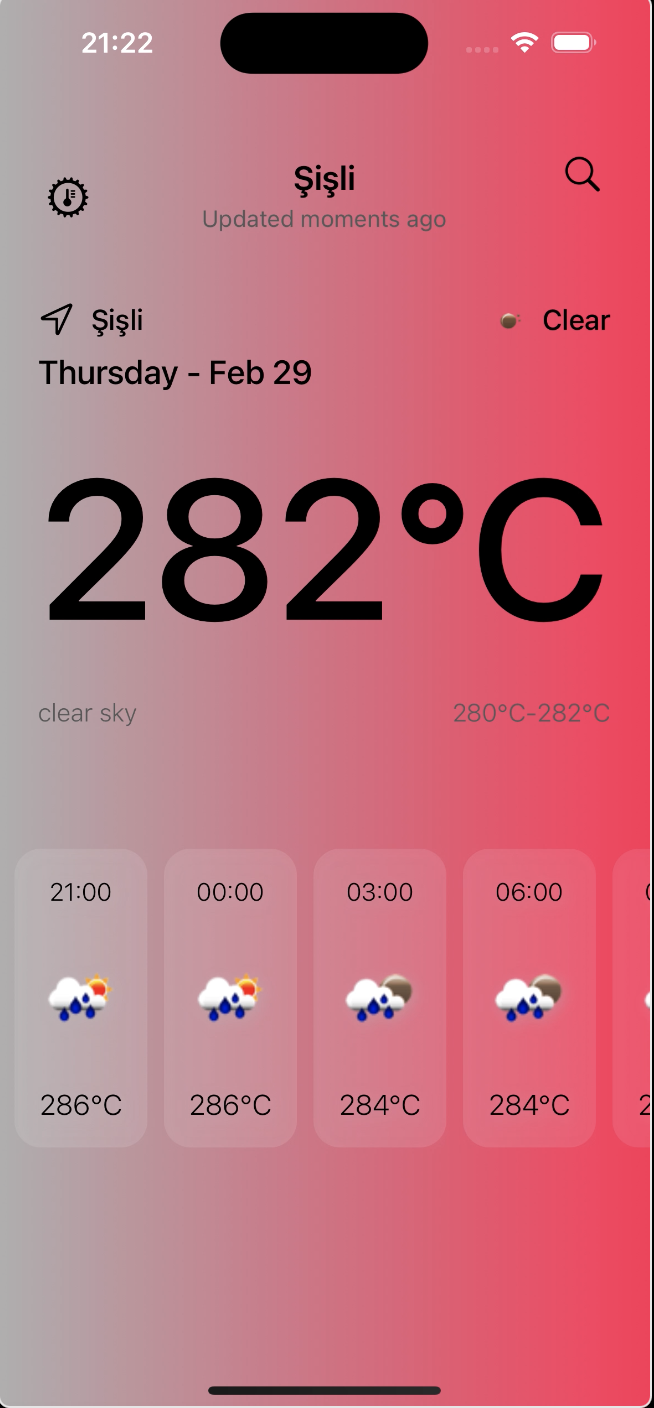 21:22
Şişli
Updated moments ago
Şişli
Clear
Thursday - Feb 29
282°C
clear sky
280°C-282°C
21:00
00:00
03:00
06:00
286°C
286°C
284°C
284°C